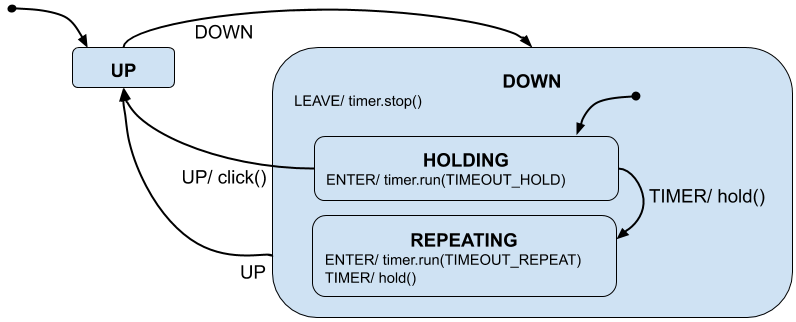 DOWN
UP
DOWN
LEAVE/ timer.stop()
HOLDING
ENTER/ timer.run(TIMEOUT_HOLD)
UP/ click()
TIMER/ hold()
REPEATING
ENTER/ timer.run(TIMEOUT_REPEAT)
TIMER/ hold()
UP